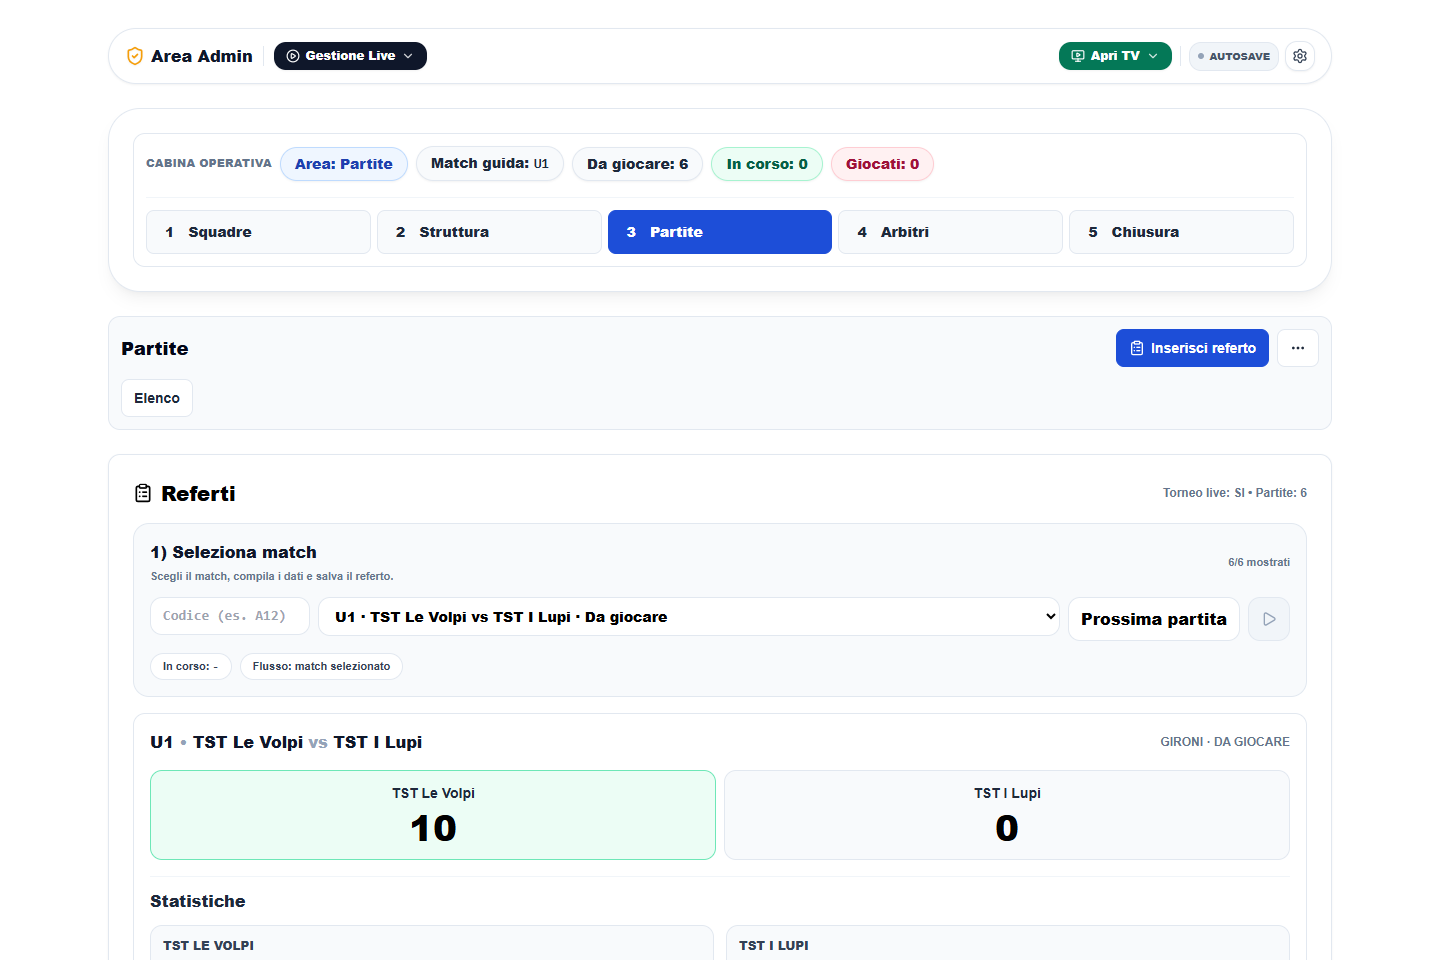 Area Admin
Gestione Live
Apri TV
AUTOSAVE
CABINA OPERATIVA
Area: Partite
Match guida: U1
Da giocare: 6
In corso: 0
Giocati: 0
1 Squadre
2 Struttura
3 Partite
4 Arbitri
5 Chiusura
Partite
Inserisci referto
Elenco
Referti
Torneo live: SI • Partite: 6
1) Seleziona match
Scegli il match, compila i dati e salva il referto.
6/6 mostrati
Codice (es. A12)
U1 · TST Le Volpi vs TST I Lupi · Da giocare
Prossima partita
In corso: -
Flusso: match selezionato
U1 • TST Le Volpi vs TST I Lupi
GIRONI · DA GIOCARE
TST Le Volpi
10
TST I Lupi
0
Statistiche
TST LE VOLPI
TST I LUPI